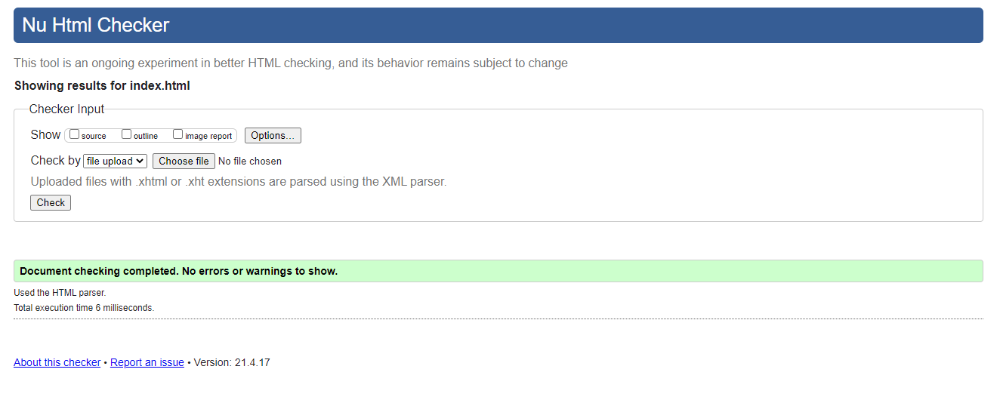 Nu Html Checker
This tool is an ongoing experiment in better HTML checking, and its behavior remains subject to change
Showing results for index.html
Checker Input
Show source outline image report Options...
Check by file upload Choose file No file chosen
Uploaded files with .xhtml or .xht extensions are parsed using the XML parser.
Check
Document checking completed. No errors or warnings to show.
Used the HTML parser.
Total execution time 6 milliseconds.
About this checker • Report an issue • Version: 21.4.17